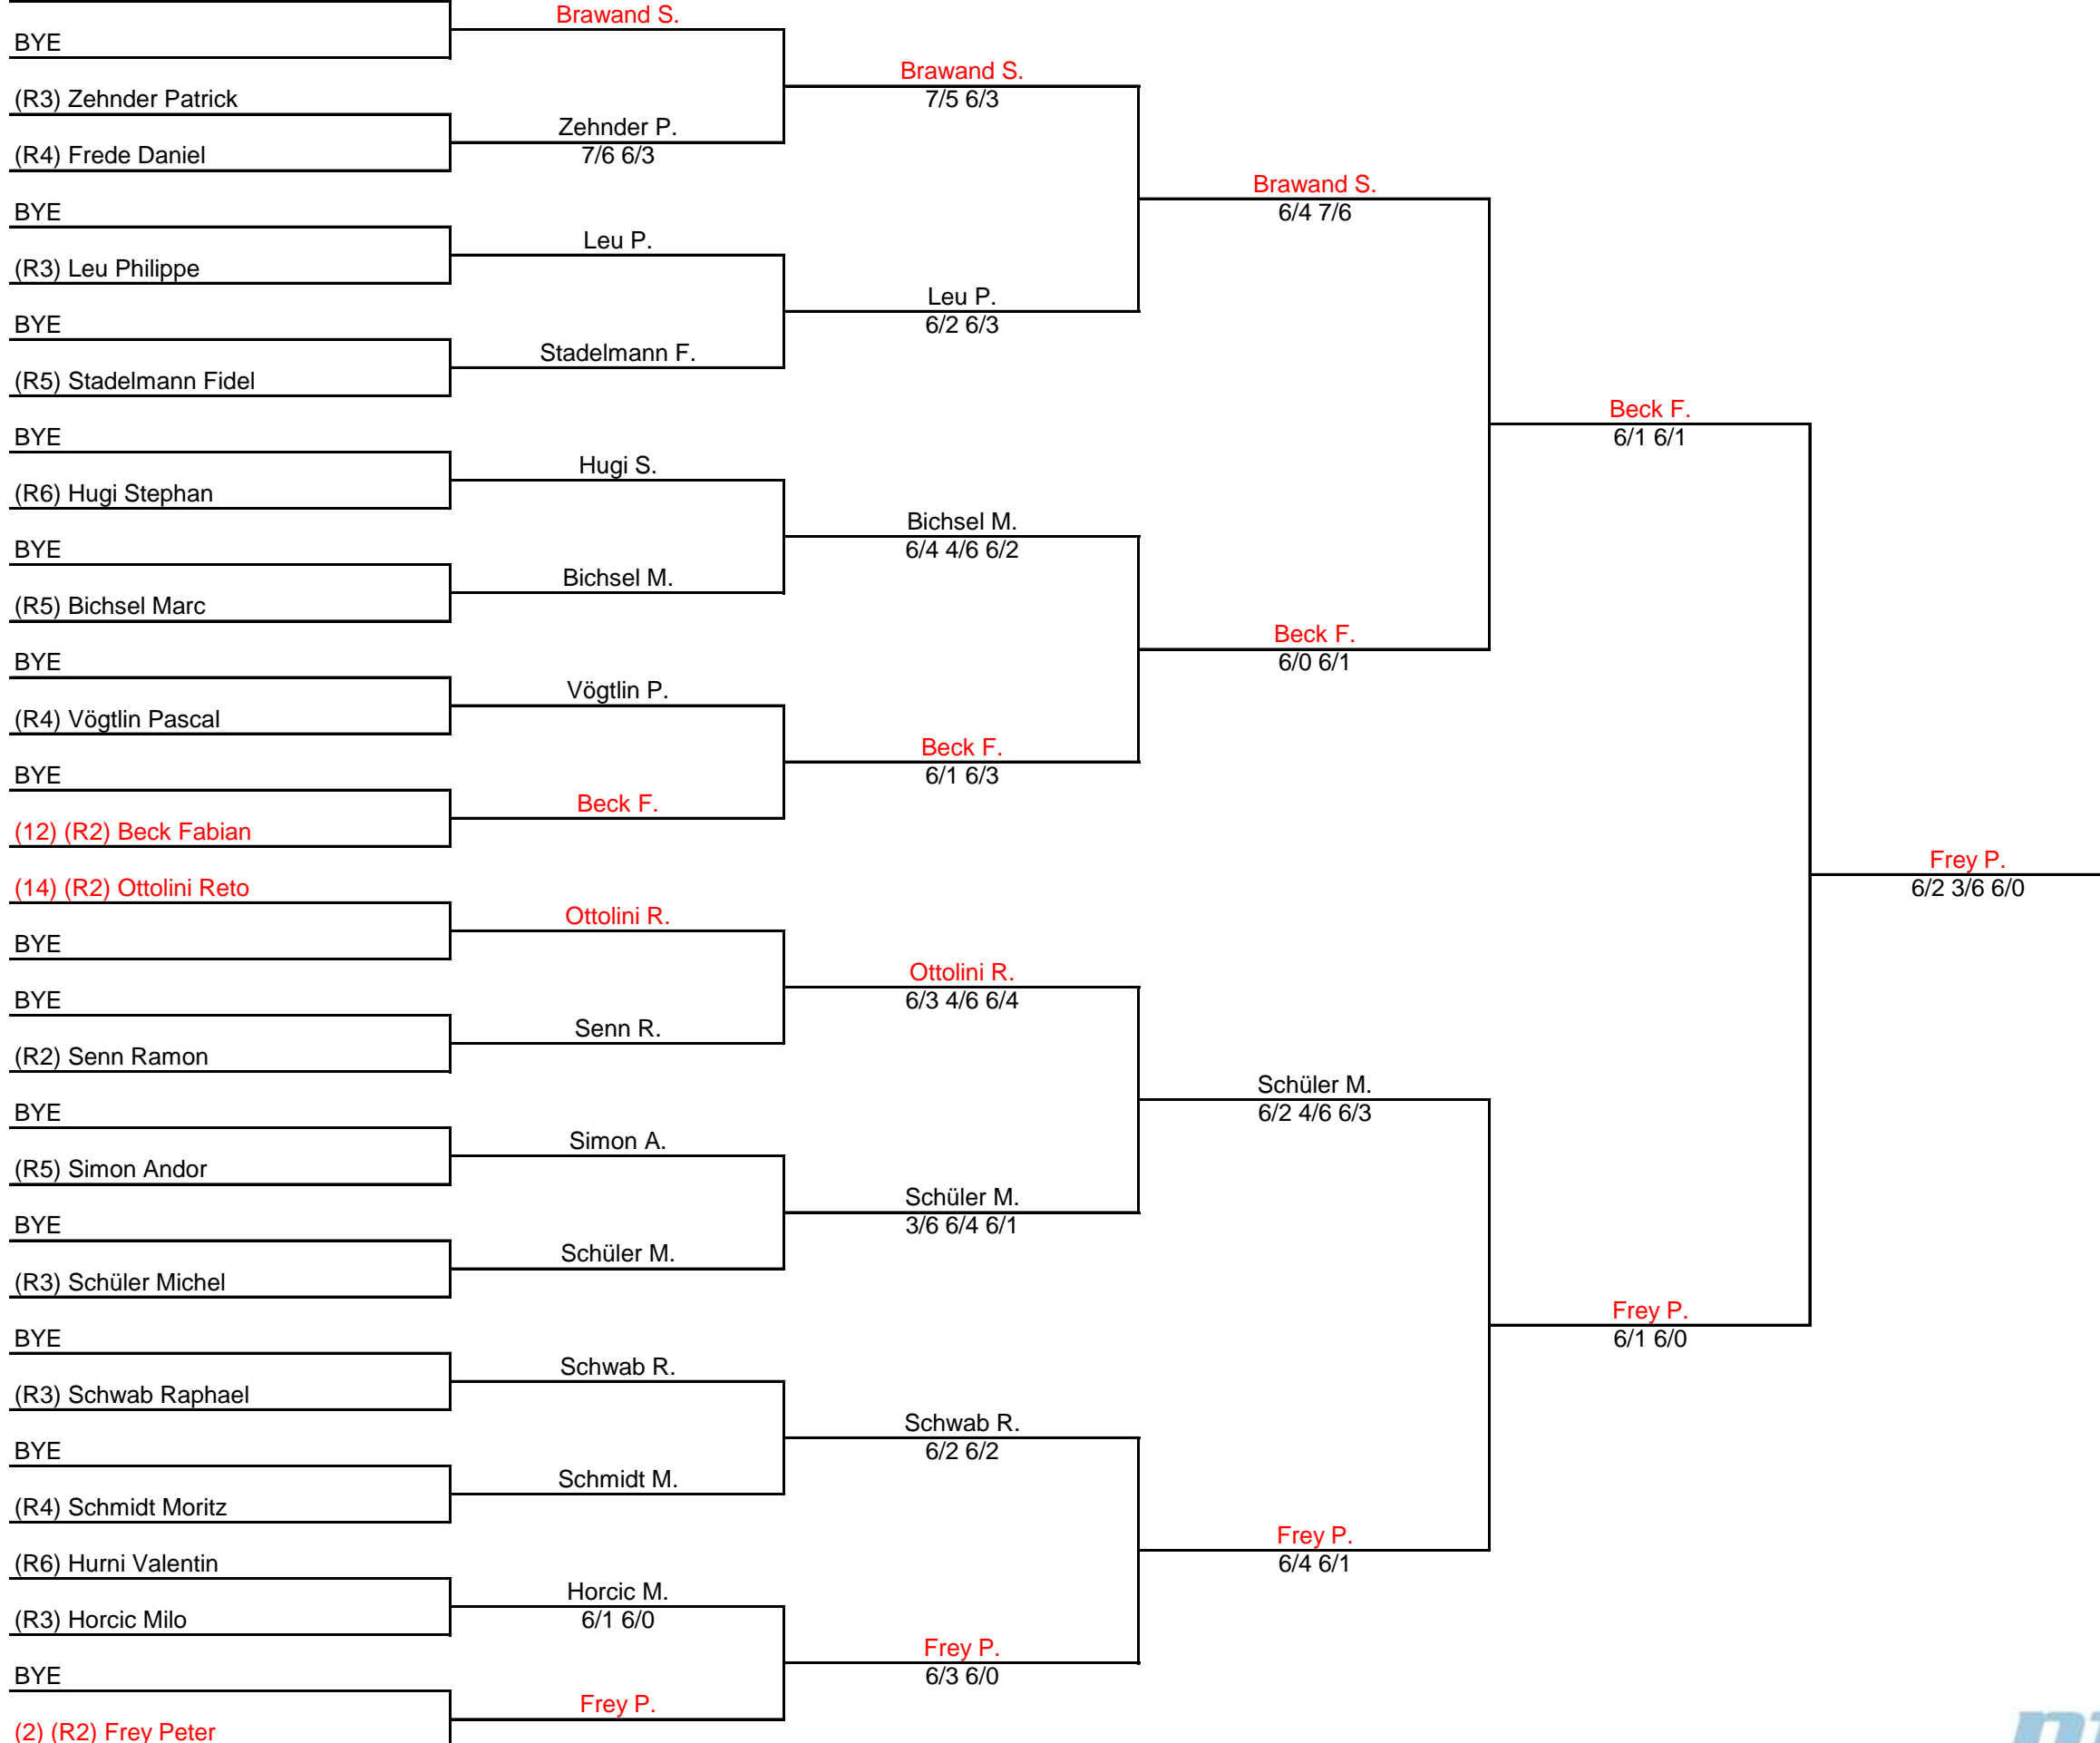 Brawand S.
BYE
Brawand S.
(R3) Zehnder Patrick
7/5 6/3
Zehnder P.
(R4) Frede Daniel
7/6 6/3
Brawand S.
BYE
6/4 7/6
Leu P.
(R3) Leu Philippe
Leu P.
BYE
6/2 6/3
Stadelmann F.
(R5) Stadelmann Fidel
Beck F.
BYE
6/1 6/1
Hugi S.
(R6) Hugi Stephan
Bichsel M.
BYE
6/4 4/6 6/2
Bichsel M.
(R5) Bichsel Marc
Beck F.
BYE
6/0 6/1
Vögtlin P.
(R4) Vögtlin Pascal
Beck F.
BYE
6/1 6/3
Beck F.
(12) (R2) Beck Fabian
Frey P.
(14) (R2) Ottolini Reto
6/2 3/6 6/0
Ottolini R.
BYE
Ottolini R.
BYE
6/3 4/6 6/4
Senn R.
(R2) Senn Ramon
Schüler M.
BYE
6/2 4/6 6/3
Simon A.
(R5) Simon Andor
Schüler M.
BYE
3/6 6/4 6/1
Schüler M.
(R3) Schüler Michel
Frey P.
BYE
6/1 6/0
Schwab R.
(R3) Schwab Raphael
Schwab R.
BYE
6/2 6/2
Schmidt M.
(R4) Schmidt Moritz
Frey P.
(R6) Hurni Valentin
6/4 6/1
Horcic M.
(R3) Horcic Milo
6/1 6/0
Frey P.
BYE
6/3 6/0
Frey P.
(2) (R2) Frey Peter